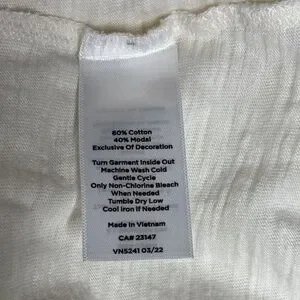 60% Cotton
40% Modal
Exclusive Of Decoration
Turn Garment Inside Out
Machine Wash Cold
Gentle Cycle
Only Non-Chlorine Bleach
When Needed
Tumble Dry Low
Cool Iron If Needed
Made in Vietnam
CA# 23147
VN5241 03/22